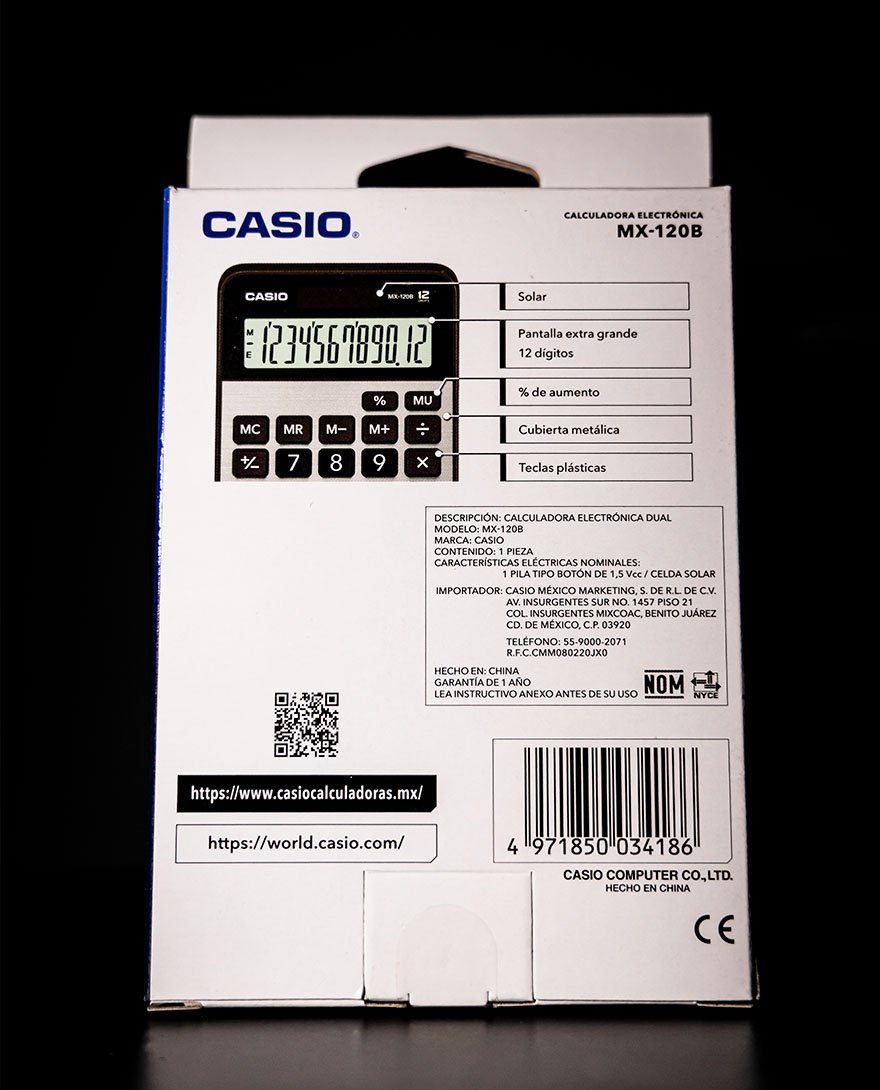 CASIO®
CALCULADORA ELECTRÓNICA
MX-120B
CASIO
MX-120B 12
DIGITS
M
–
E
123456789012
% MU
MC MR M– M+ ÷
+/– 7 8 9 ×
Solar
Pantalla extra grande
12 dígitos
% de aumento
Cubierta metálica
Teclas plásticas
DESCRIPCIÓN: CALCULADORA ELECTRÓNICA DUAL
MODELO: MX-120B
MARCA: CASIO
CONTENIDO: 1 PIEZA
CARACTERÍSTICAS ELÉCTRICAS NOMINALES:
1 PILA TIPO BOTÓN DE 1,5 Vcc / CELDA SOLAR
IMPORTADOR: CASIO MÉXICO MARKETING, S. DE R.L. DE C.V.
AV. INSURGENTES SUR NO. 1457 PISO 21
COL. INSURGENTES MIXCOAC, BENITO JUÁREZ
CD. DE MÉXICO, C.P. 03920
TELÉFONO: 55-9000-2071
R.F.C.CMM080220JX0
HECHO EN: CHINA
GARANTÍA DE 1 AÑO
LEA INSTRUCTIVO ANEXO ANTES DE SU USO
NOM
NYCE
https://www.casiocalculadoras.mx/
https://world.casio.com/
4 971850 034186
CASIO COMPUTER CO.,LTD.
HECHO EN CHINA
CE